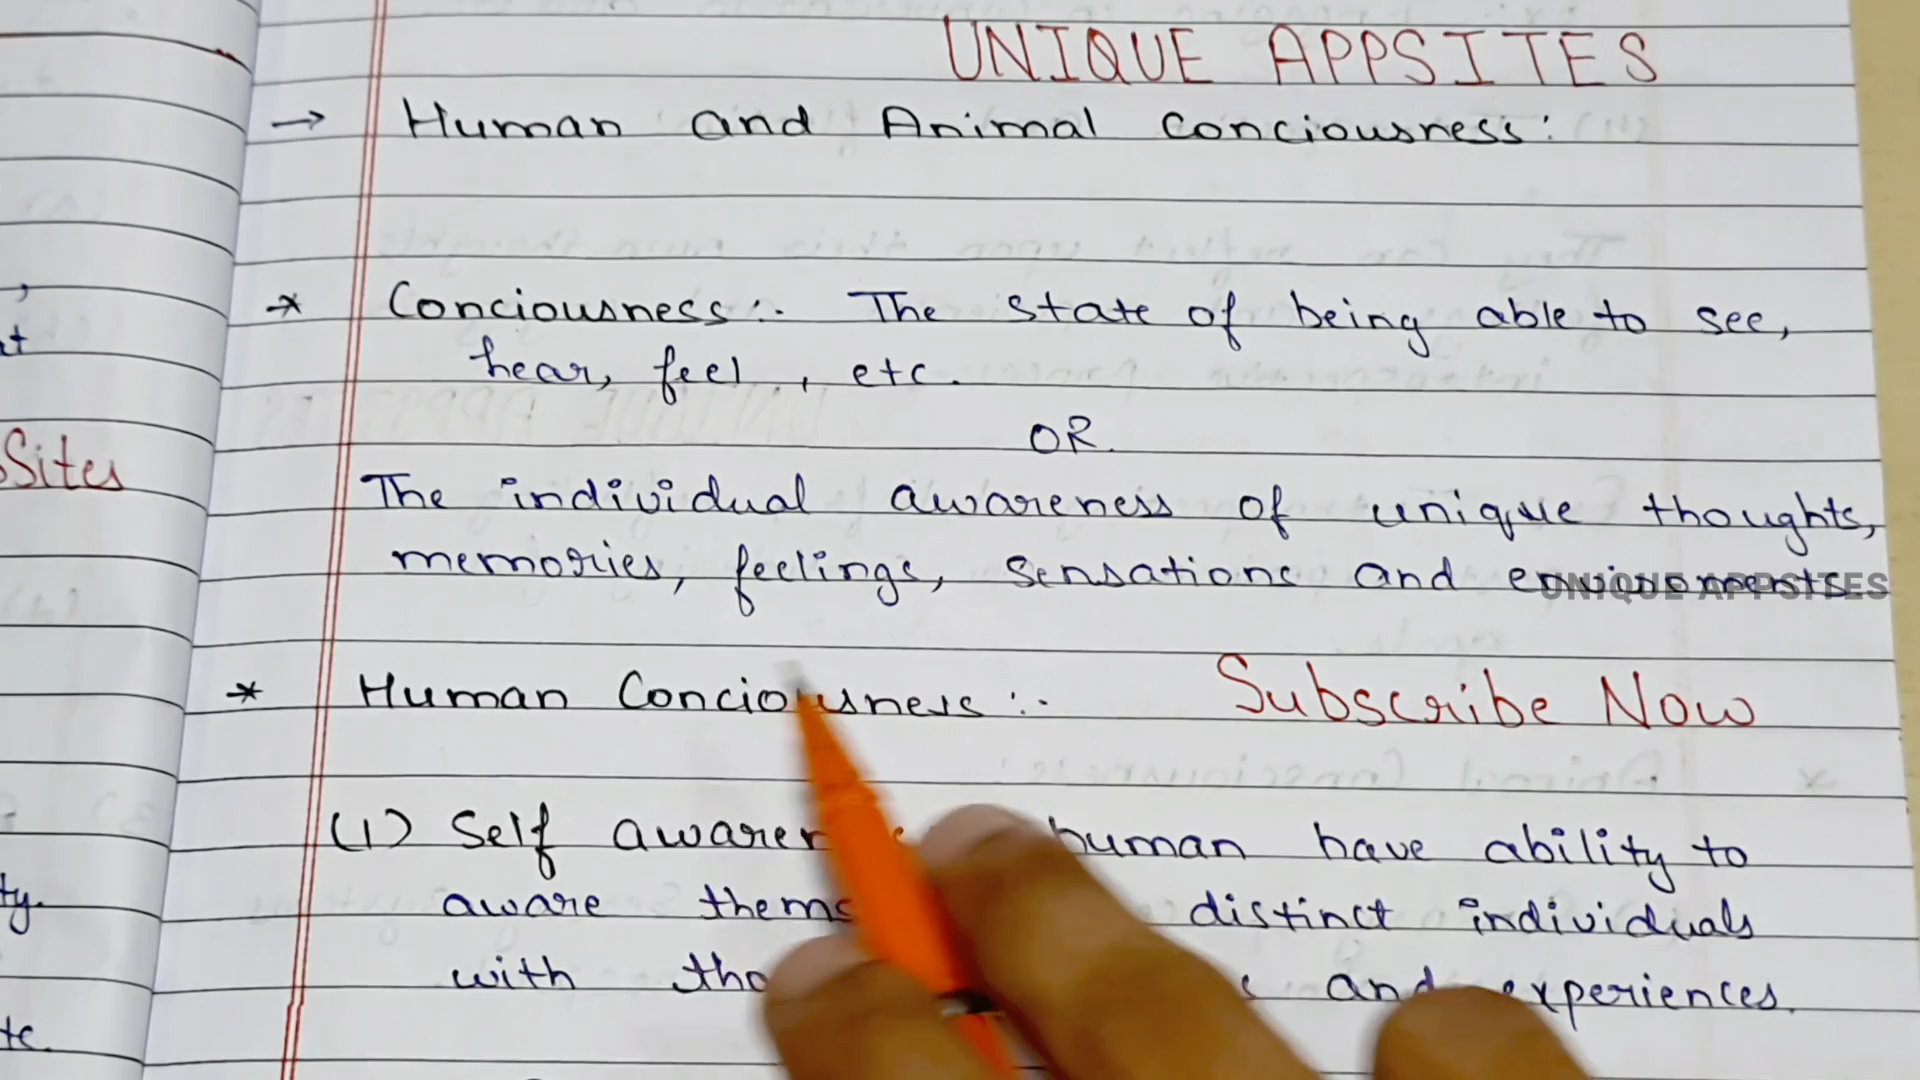 UNIQUE APPSITES
→ Human and Animal Conciousness:
* Conciousness:- The state of being able to see,
hear, feel, etc.
OR
The individual awareness of unique thoughts,
memories, feelings, sensations and enviroments
UNIQUE APPSITES
* Human Conciousness:-
Subscribe Now
(1) Self human have ability to
aware distinct individuals
with and experiences.
Sites